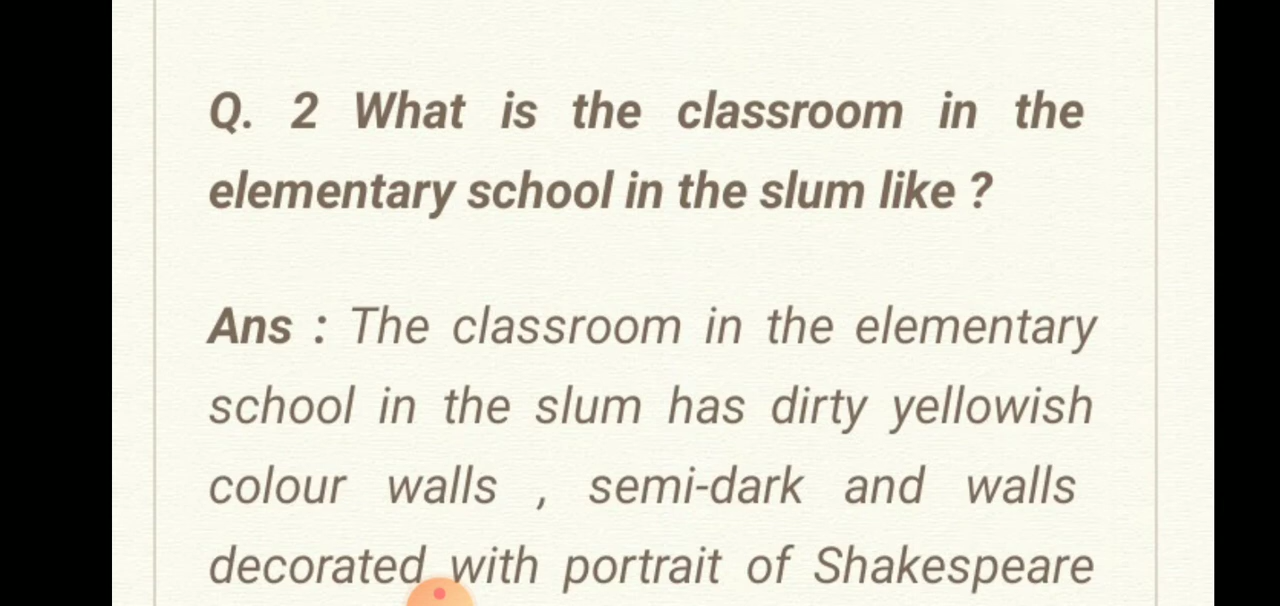 Q. 2 What is the classroom in the
elementary school in the slum like ?
Ans : The classroom in the elementary
school in the slum has dirty yellowish
colour walls , semi-dark and walls
decorated with portrait of Shakespeare